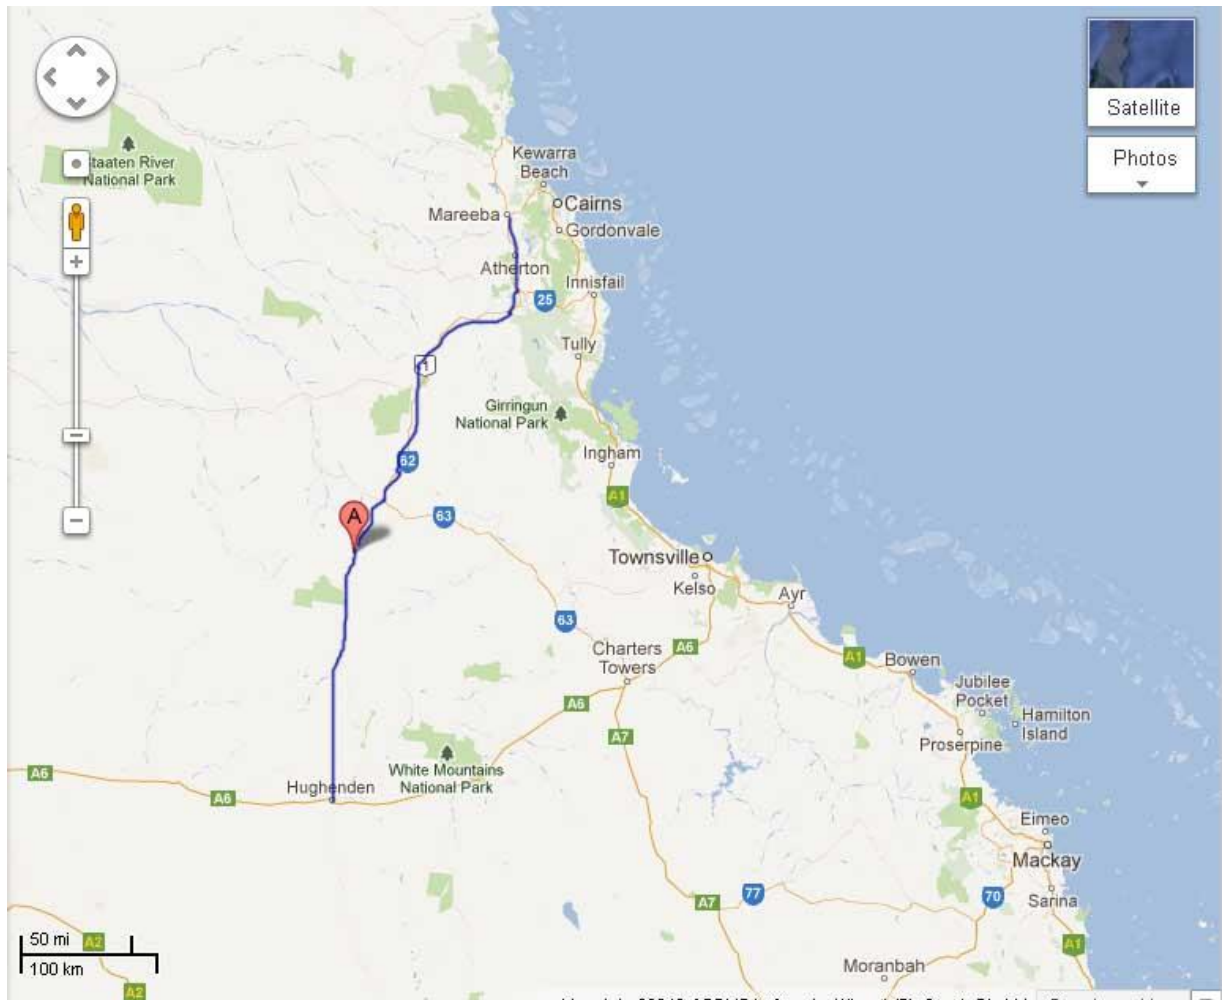 Satellite
Photos
Staaten River
National Park
Kewarra
Beach
Cairns
Mareeba
Gordonvale
Atherton
Innisfail
25
Tully
1
Girringun
National Park
Ingham
62
A1
A
63
Townsville
Kelso
Ayr
63
Charters
Towers
A6
A1
Bowen
Jubilee
Pocket
A6
Hamilton
Island
A7
Proserpine
White Mountains
National Park
A6
Hughenden
A6
A1
Eimeo
Mackay
77
70
A7
Sarina
50 mi
A2
A1
100 km
Moranbah
A2